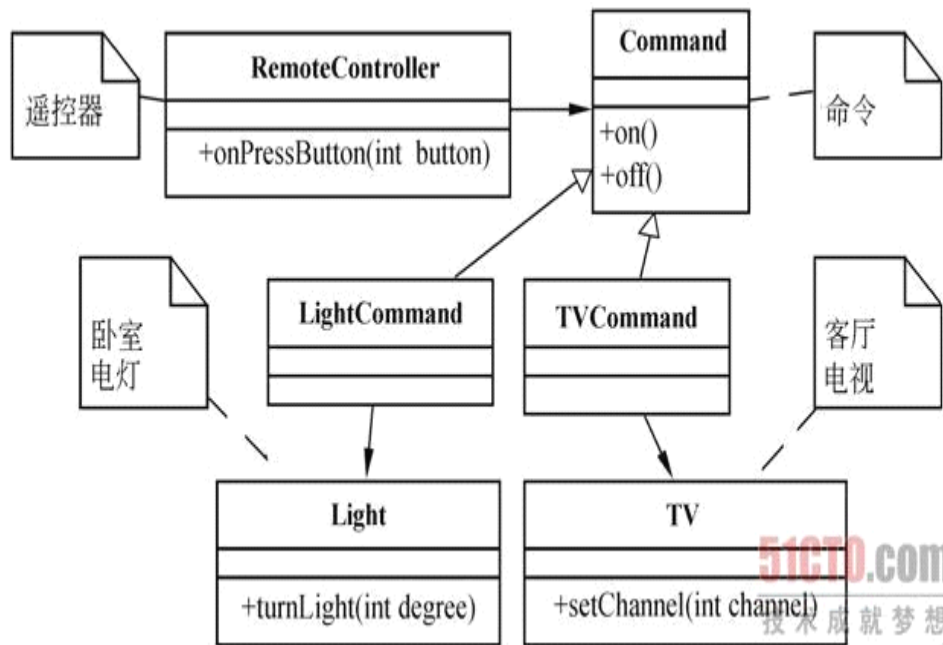 遥控器
RemoteController
+onPressButton(int button)
Command
+on()
+off()
命令
卧室
电灯
LightCommand
TVCommand
客厅
电视
Light
+turnLight(int degree)
TV
+setChannel(int channel)
51CTO.com
技术成就梦想